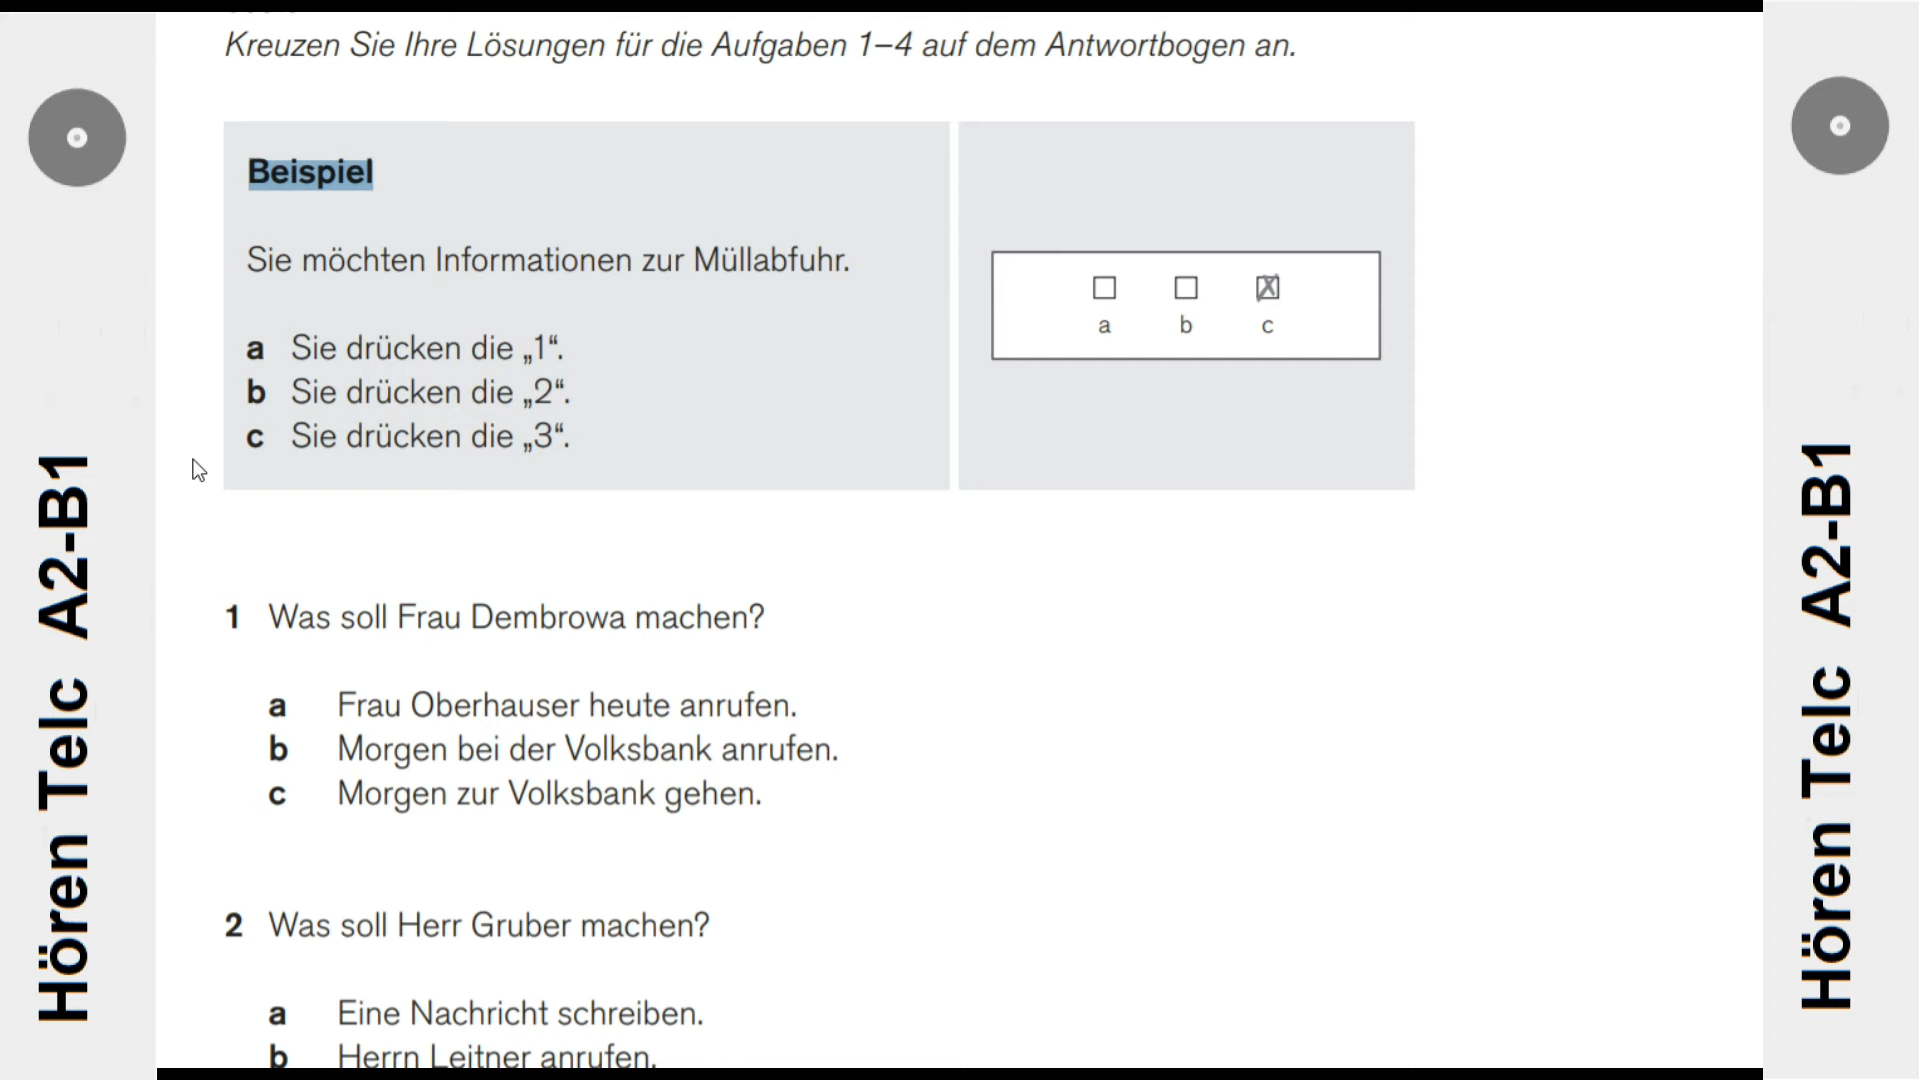 Kreuzen Sie Ihre Lösungen für die Aufgaben 1–4 auf dem Antwortbogen an.
Beispiel
Sie möchten Informationen zur Müllabfuhr.
a Sie drücken die „1“.
b Sie drücken die „2“.
c Sie drücken die „3“.
a b c
1 Was soll Frau Dembrowa machen?
a Frau Oberhauser heute anrufen.
b Morgen bei der Volksbank anrufen.
c Morgen zur Volksbank gehen.
2 Was soll Herr Gruber machen?
a Eine Nachricht schreiben.
b Herrn Leitner anrufen.
Hören Telc A2-B1
Hören Telc A2-B1